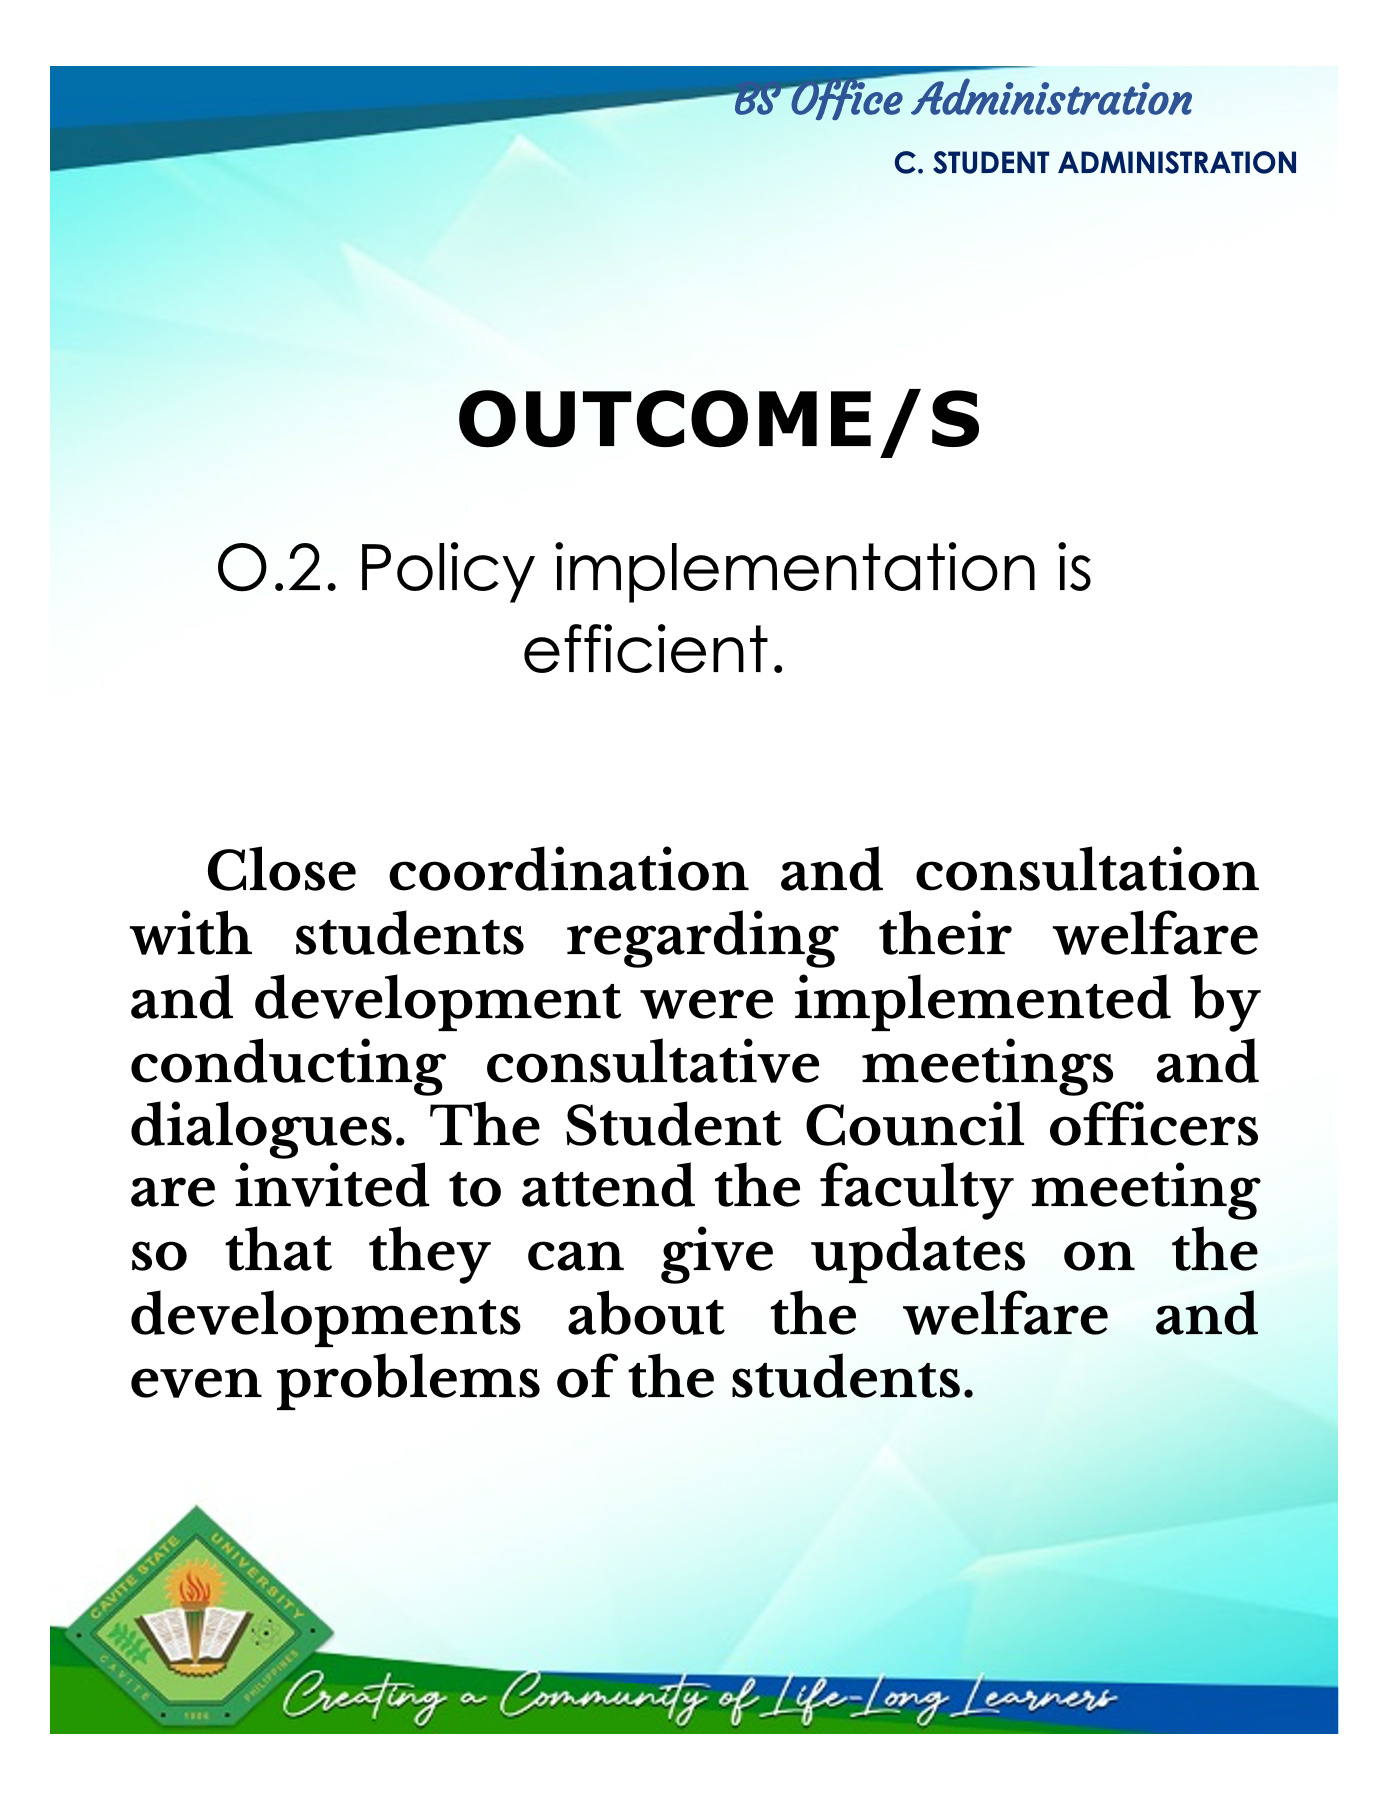 BS Office Administration
C. STUDENT ADMINISTRATION
OUTCOME/S
O.2. Policy implementation is
efficient.
Close coordination and consultation
with students regarding their welfare
and development were implemented by
conducting consultative meetings and
dialogues. The Student Council officers
are invited to attend the faculty meeting
so that they can give updates on the
developments about the welfare and
even problems of the students.
CAVITE STATE UNIVERSITY
CAVITE PHILIPPINES
1906
Creating a Community of Life-Long Learners